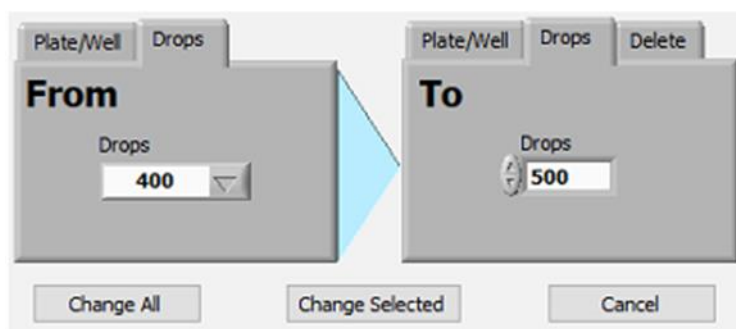 Plate/Well Drops
From
Drops
400
Plate/Well Drops Delete
To
Drops
500
Change All Change Selected Cancel